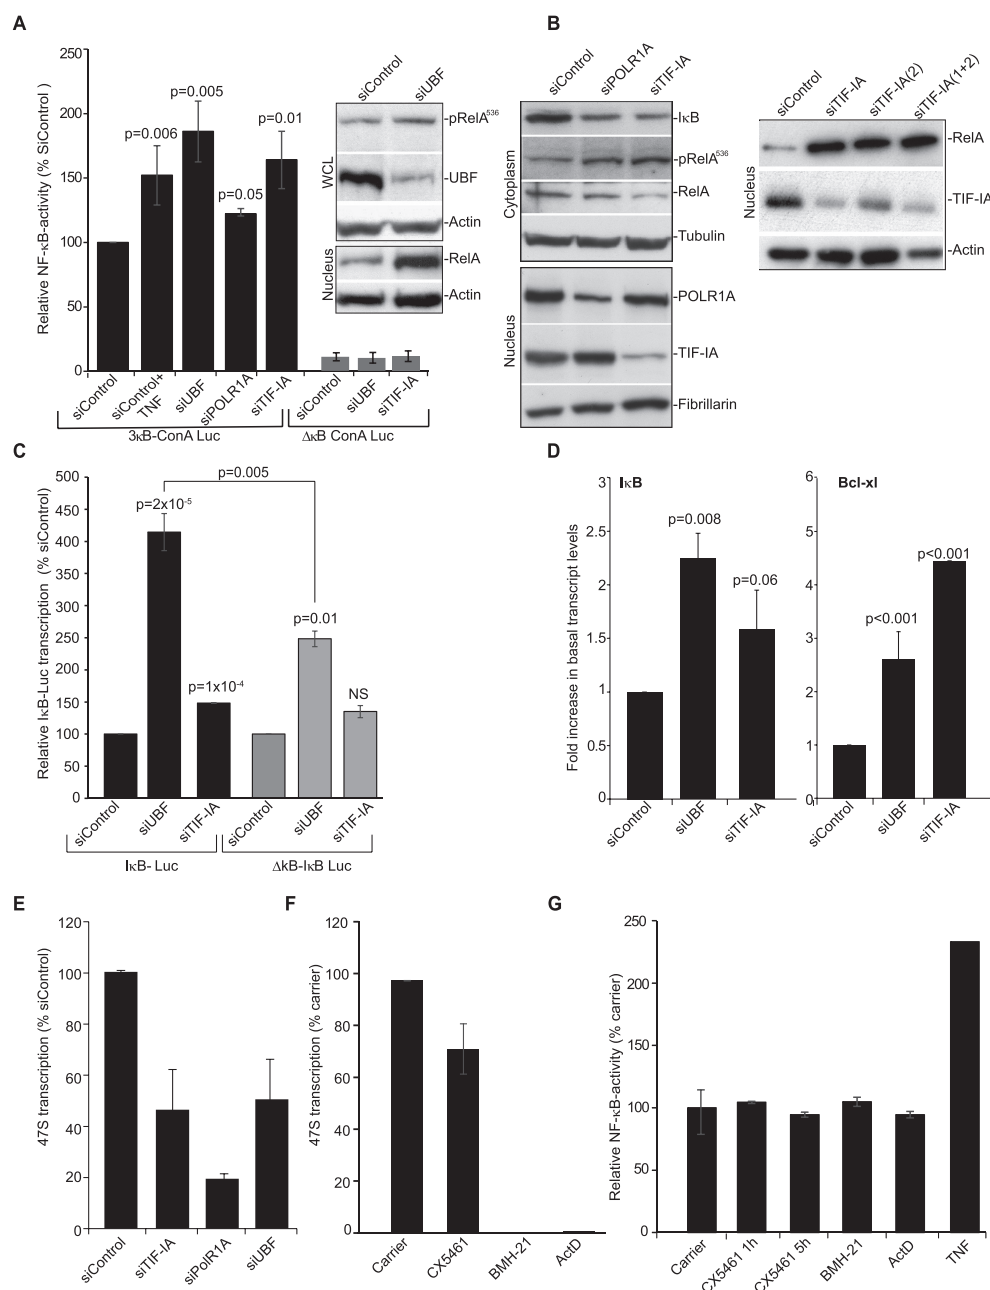 A
Relative NF-κB-activity (% SiControl )
250
200
150
100
50
0
p=0.006
p=0.005
p=0.05
p=0.01
siControl
siControl+
TNF
siUBF
siPOLR1A
siTIF-IA
siControl
siUBF
siTIF-IA
3κB-ConA Luc
ΔκB ConA Luc
siControl
siUBF
WCL
-pRelA536
-UBF
-Actin
Nucleus
-RelA
-Actin
B
siControl
siPOLR1A
siTIF-IA
Cytoplasm
-IκB
-pRelA536
-RelA
-Tubulin
Nucleus
-POLR1A
-TIF-IA
-Fibrillarin
siControl
siTIF-IA
siTIF-IA(2)
siTIF-IA(1+2)
Nucleus
-RelA
-TIF-IA
-Actin
C
Relative IκB-Luc transcription (% siControl)
500
450
400
350
300
250
200
150
100
50
0
p=0.005
p=2x10-5
p=1x10-4
p=0.01
NS
siControl
siUBF
siTIF-IA
siControl
siUBF
siTIF-IA
IκB- Luc
ΔkB-IκB Luc
D
Fold increase in basal transcript levels
IκB
3
2.5
2
1.5
1
0.5
0
p=0.008
p=0.06
siControl
siUBF
siTIF-IA
Bcl-xl
6
5
4
3
2
1
0
p<0.001
p<0.001
siControl
siUBF
siTIF-IA
E
47S transcription (% siControl)
120
100
80
60
40
20
0
siControl
siTIF-IA
siPolR1A
siUBF
F
47S transcription (% carrier)
120
100
80
60
40
20
0
Carrier
CX5461
BMH-21
ActD
G
Relative NF-κB-activity (% carrier)
250
200
150
100
50
0
Carrier
CX5461 1h
CX5461 5h
BMH-21
ActD
TNF